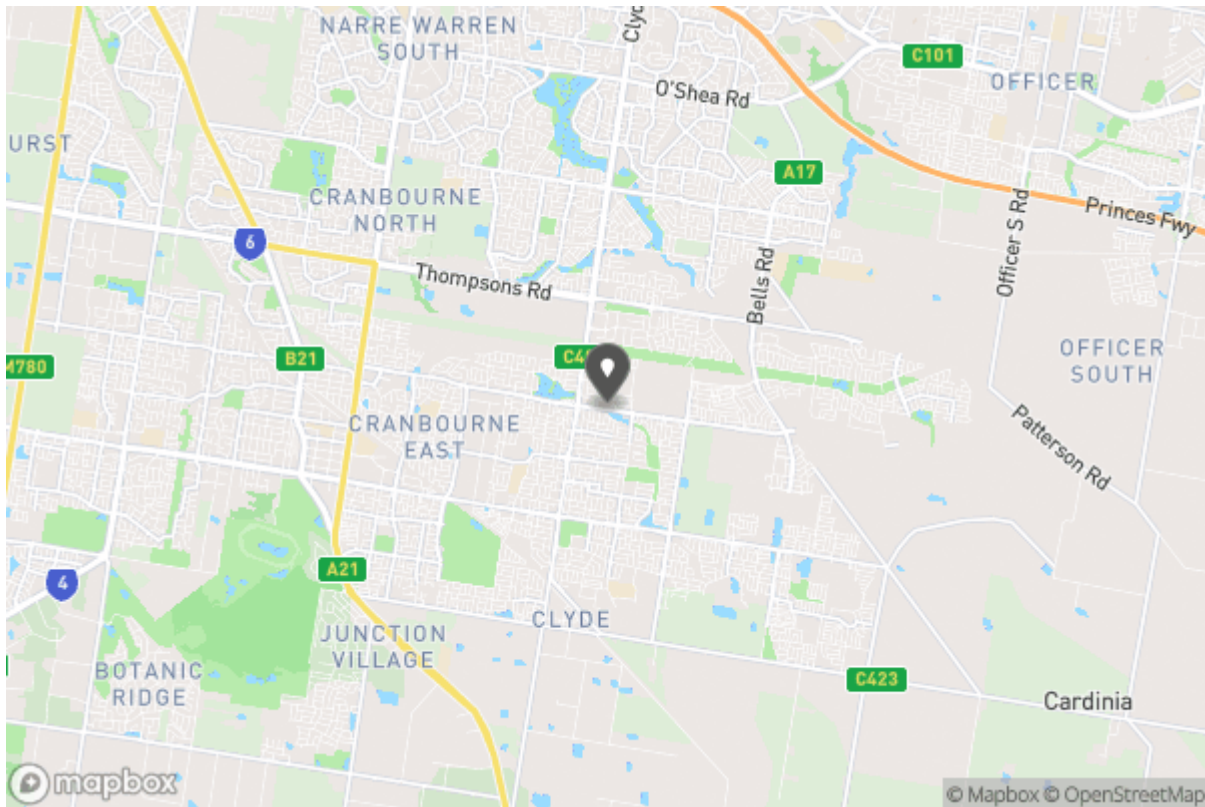 NARRE WARREN
SOUTH
Clyd
C101
O'Shea Rd
OFFICER
URST
A17
CRANBOURNE
NORTH
Princes Fwy
Officer S Rd
6
Thompsons Rd
Bells Rd
B21
C4
M780
OFFICER
SOUTH
CRANBOURNE
EAST
Patterson Rd
A21
4
CLYDE
JUNCTION
VILLAGE
BOTANIC
RIDGE
C423
Cardinia
mapbox
© Mapbox © OpenStreetMap